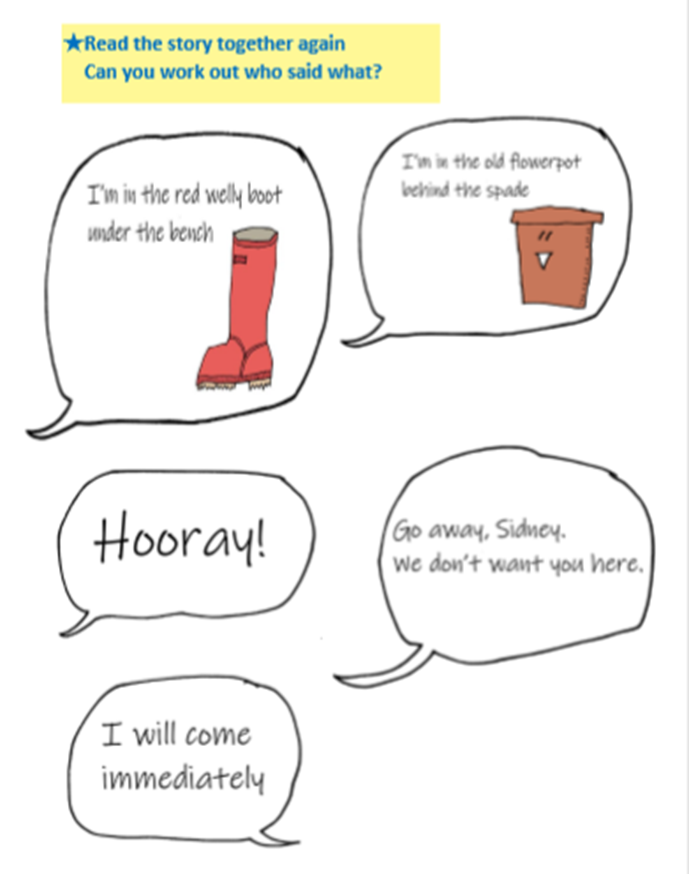 ★Read the story together again
Can you work out who said what?
I'm in the red welly boot
under the bench
I'm in the old flowerpot
behind the spade
Hooray!
Go away, Sidney.
We don't want you here.
I will come
immediately